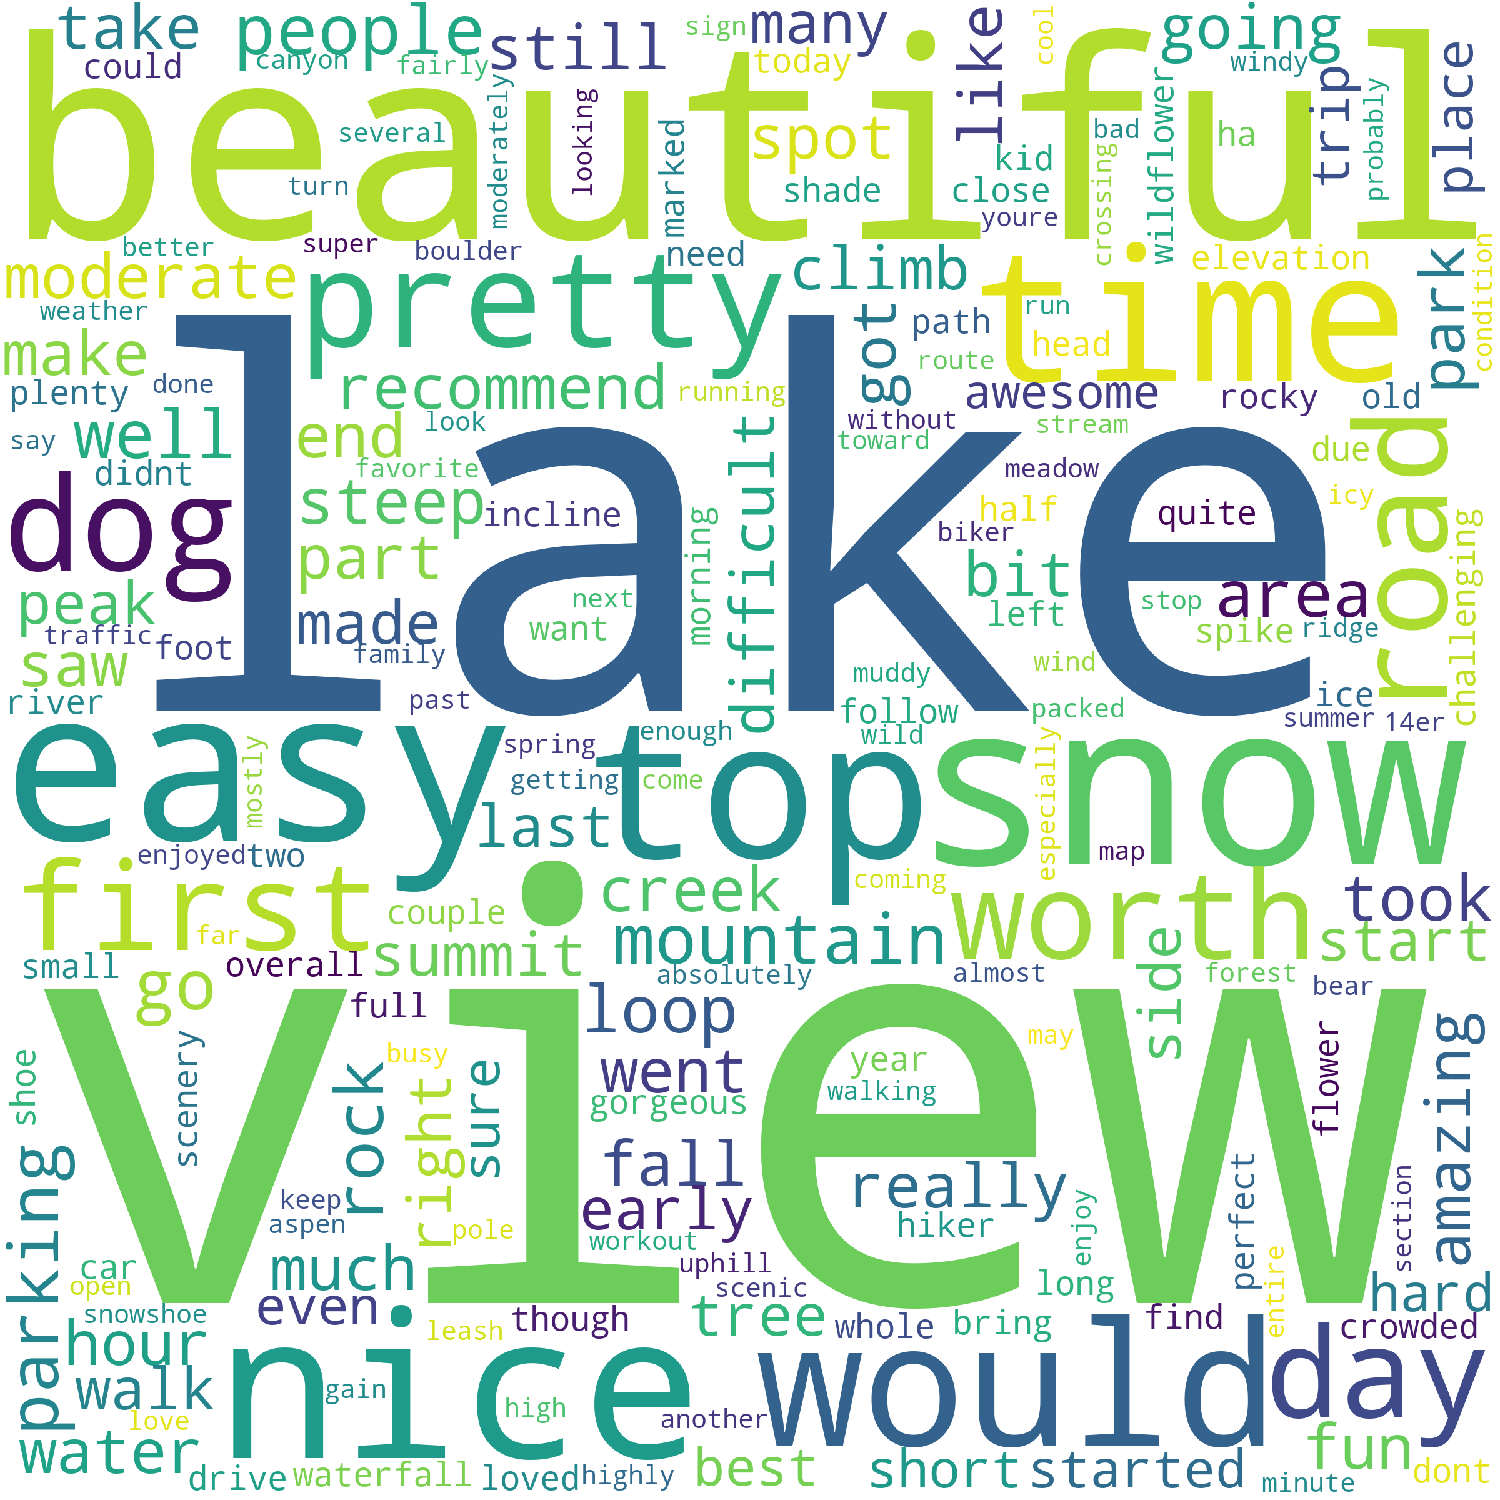 take
people
still
sign
many
like
cool
going
could
canyon
fairly
today
windy
beautiful
several
moderately
looking
marked
spot
kid
bad
ha
trip
probably
place
turn
shade
close
youre
crossing
wildflower
better
super
boulder
need
moderate
pretty
climb
time
elevation
park
condition
weather
make
got
path
run
route
head
plenty
done
recommend
running
awesome
rocky
old
say
well
end
look
without
toward
stream
didnt
favorite
difficult
meadow
due
road
dog
steep
incline
lake
half
quite
icy
part
morning
biker
bit
challenging
peak
made
next
want
left
stop
area
traffic
foot
family
spike
ridge
saw
muddy
wind
river
past
follow
packed
ice
summer
14er
easy
mostly
spring
enough
wild
top
snow
getting
come
especially
last
enjoyed
two
map
first
couple
creek
coming
worth
took
far
summit
mountain
side
start
small
overall
absolutely
almost
forest
go
full
loop
bear
view
scenery
shoe
busy
went
year
may
flower
amazing
rock
right
sure
gorgeous
walking
parking
fall
really
perfect
section
keep
aspen
pole
early
hiker
enjoy
workout
car
much
uphill
long
entire
hard
open
scenic
snowshoe
even
though
tree
whole
bring
find
crowded
hour
leash
nice
would
day
walk
gain
love
high
another
water
fun
drive
waterfall
loved
highly
best
short
started
minute
dont